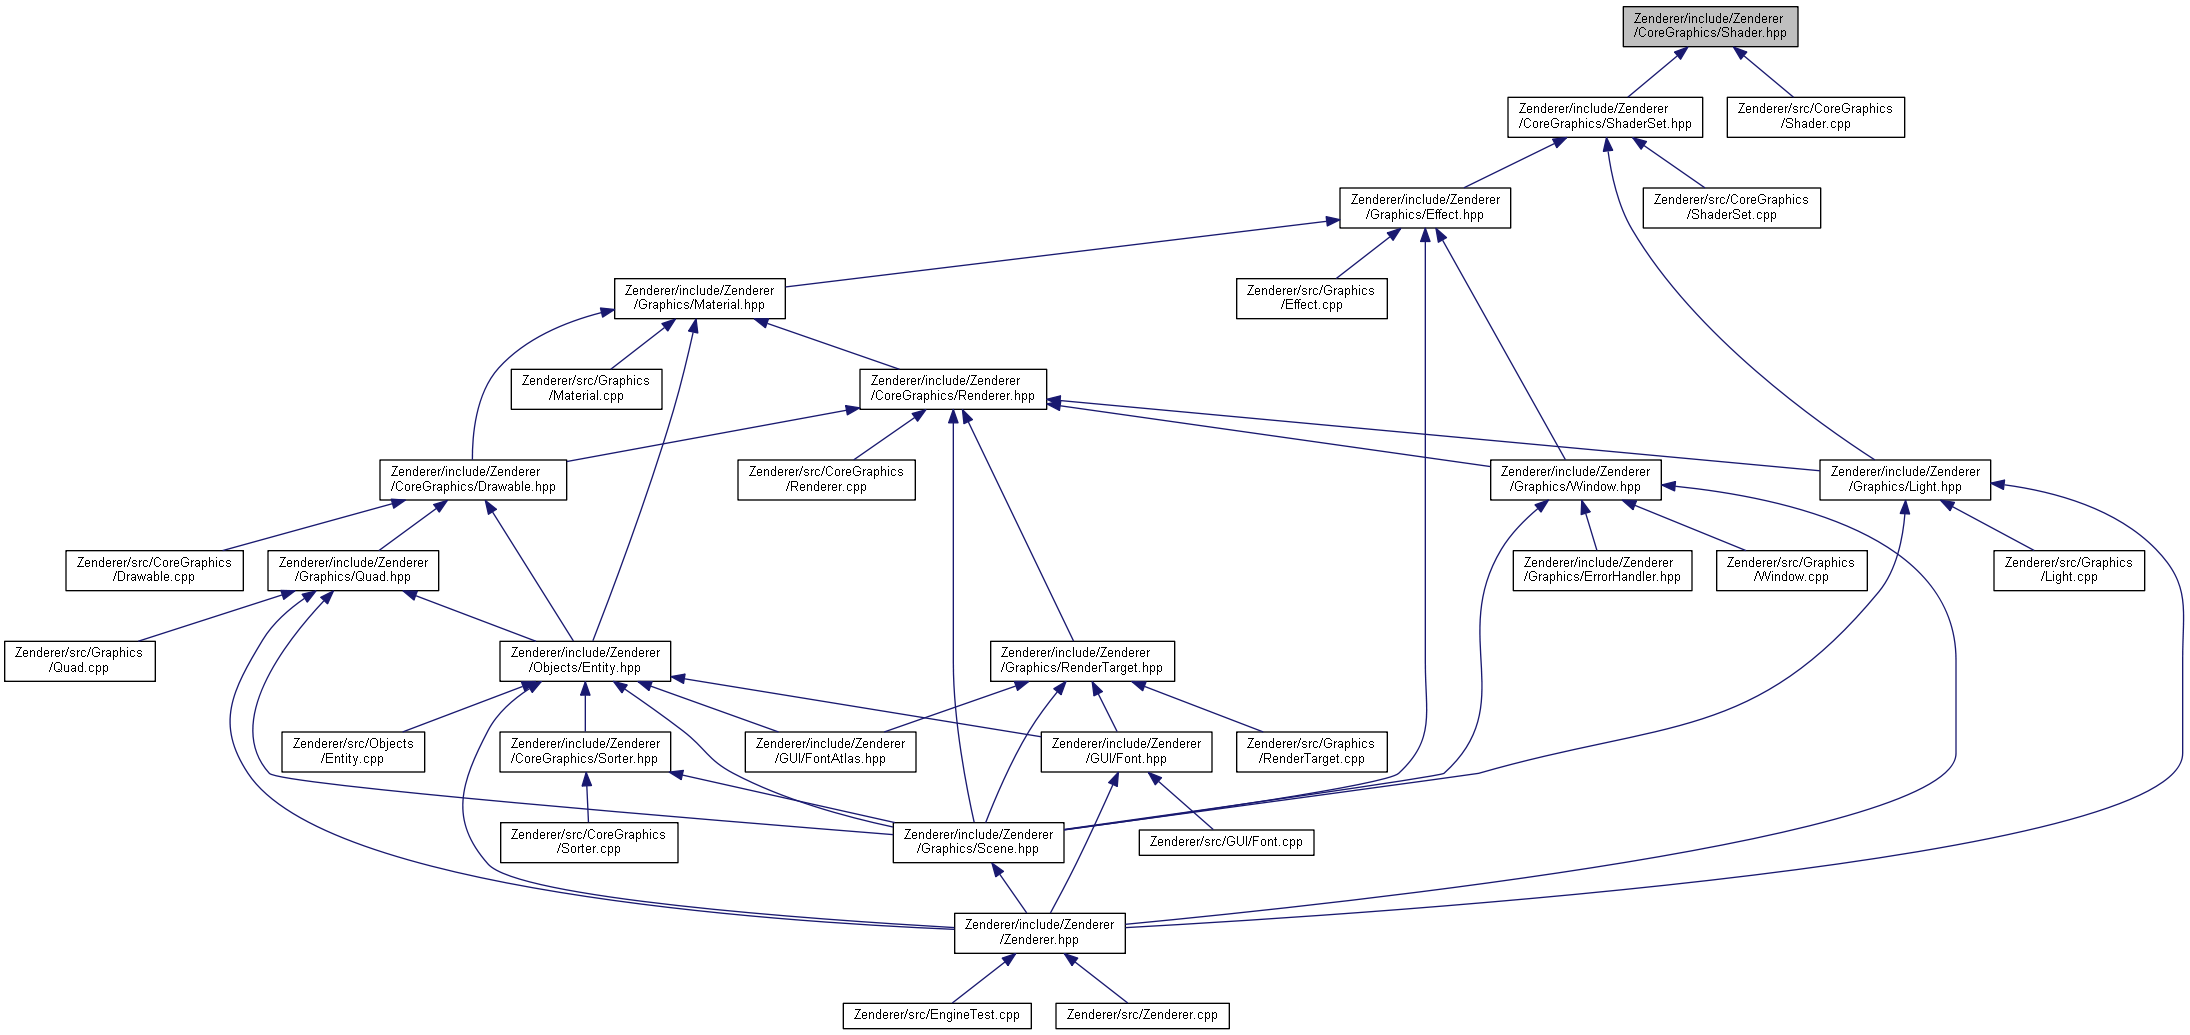 Zenderer/include/Zenderer
/CoreGraphics/Shader.hpp
Zenderer/include/Zenderer
/CoreGraphics/ShaderSet.hpp
Zenderer/src/CoreGraphics
/Shader.cpp
Zenderer/include/Zenderer
/Graphics/Effect.hpp
Zenderer/src/CoreGraphics
/ShaderSet.cpp
Zenderer/include/Zenderer
/Graphics/Material.hpp
Zenderer/src/Graphics
/Effect.cpp
Zenderer/src/Graphics
/Material.cpp
Zenderer/include/Zenderer
/CoreGraphics/Renderer.hpp
Zenderer/include/Zenderer
/CoreGraphics/Drawable.hpp
Zenderer/src/CoreGraphics
/Renderer.cpp
Zenderer/include/Zenderer
/Graphics/Window.hpp
Zenderer/include/Zenderer
/Graphics/Light.hpp
Zenderer/src/CoreGraphics
/Drawable.cpp
Zenderer/include/Zenderer
/Graphics/Quad.hpp
Zenderer/include/Zenderer
/Graphics/ErrorHandler.hpp
Zenderer/src/Graphics
/Window.cpp
Zenderer/src/Graphics
/Light.cpp
Zenderer/src/Graphics
/Quad.cpp
Zenderer/include/Zenderer
/Objects/Entity.hpp
Zenderer/include/Zenderer
/Graphics/RenderTarget.hpp
Zenderer/src/Objects
/Entity.cpp
Zenderer/include/Zenderer
/CoreGraphics/Sorter.hpp
Zenderer/include/Zenderer
/GUI/FontAtlas.hpp
Zenderer/include/Zenderer
/GUI/Font.hpp
Zenderer/src/Graphics
/RenderTarget.cpp
Zenderer/src/CoreGraphics
/Sorter.cpp
Zenderer/include/Zenderer
/Graphics/Scene.hpp
Zenderer/src/GUI/Font.cpp
Zenderer/include/Zenderer
/Zenderer.hpp
Zenderer/src/EngineTest.cpp
Zenderer/src/Zenderer.cpp